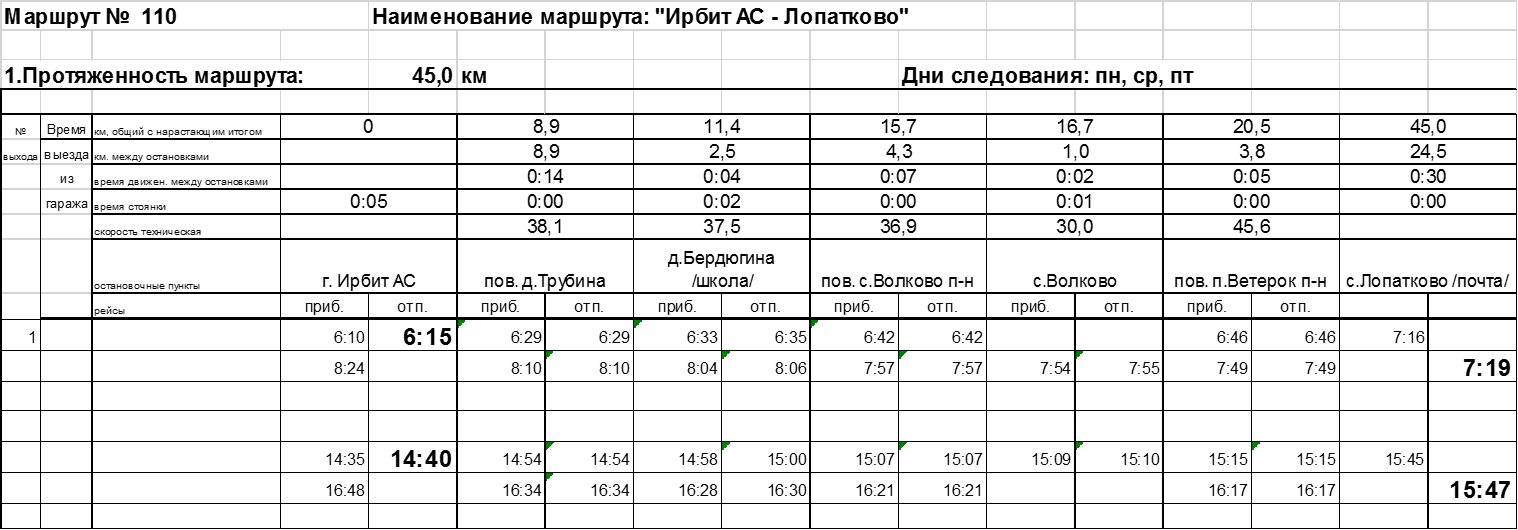 Маршрут № 110 Наименование маршрута: "Ирбит АС - Лопатково"
1.Протяженность маршрута: 45,0 км Дни следования: пн, ср, пт
№ Время км, общий с нарастающим итогом 0 8,9 11,4 15,7 16,7 20,5 45,0
выхода выезда км. между остановками 8,9 2,5 4,3 1,0 3,8 24,5
из время движен. между остановками 0:14 0:04 0:07 0:02 0:05 0:30
гаража время стоянки 0:05 0:00 0:02 0:00 0:01 0:00 0:00
скорость техническая 38,1 37,5 36,9 30,0 45,6
остановочные пункты г. Ирбит АС пов. д.Трубина д.Бердюгина /школа/ пов. с.Волково п-н с.Волково пов. п.Ветерок п-н с.Лопатково /почта/
рейсы приб. отп. приб. отп. приб. отп. приб. отп. приб. отп. приб. отп.
1 6:10 6:15 6:29 6:29 6:33 6:35 6:42 6:42 6:46 6:46 7:16
8:24 8:10 8:10 8:04 8:06 7:57 7:57 7:54 7:55 7:49 7:49 7:19
14:35 14:40 14:54 14:54 14:58 15:00 15:07 15:07 15:09 15:10 15:15 15:15 15:45
16:48 16:34 16:34 16:28 16:30 16:21 16:21 16:17 16:17 15:47